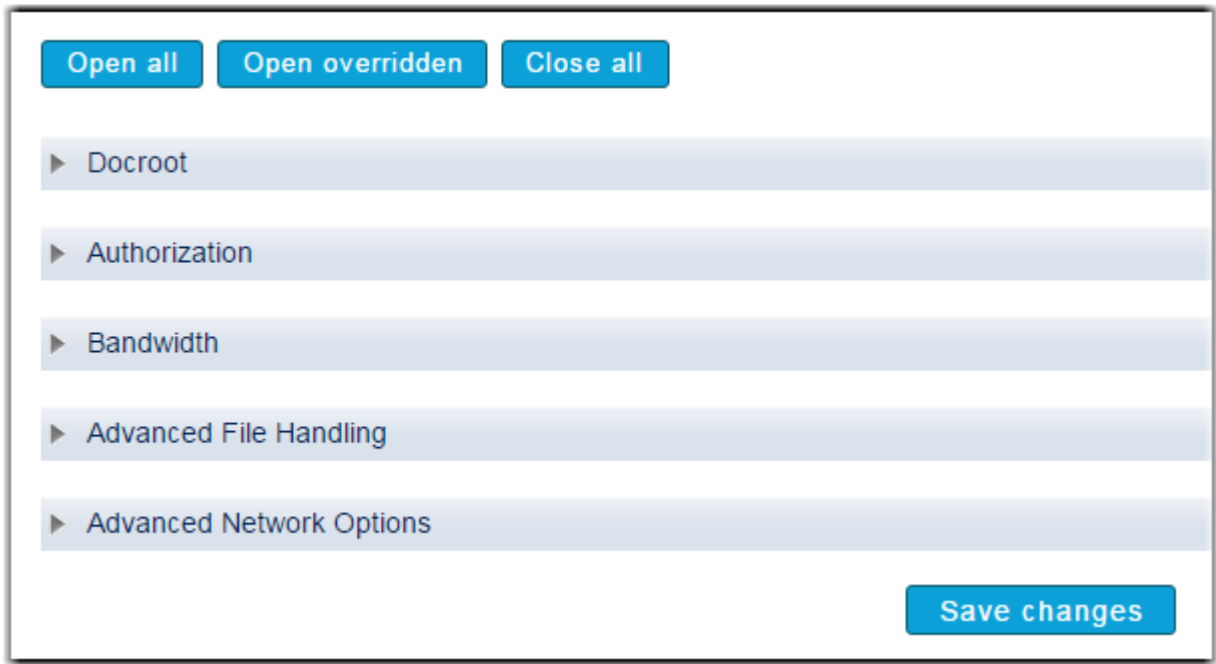 Open all Open overridden Close all
Docroot
Authorization
Bandwidth
Advanced File Handling
Advanced Network Options
Save changes